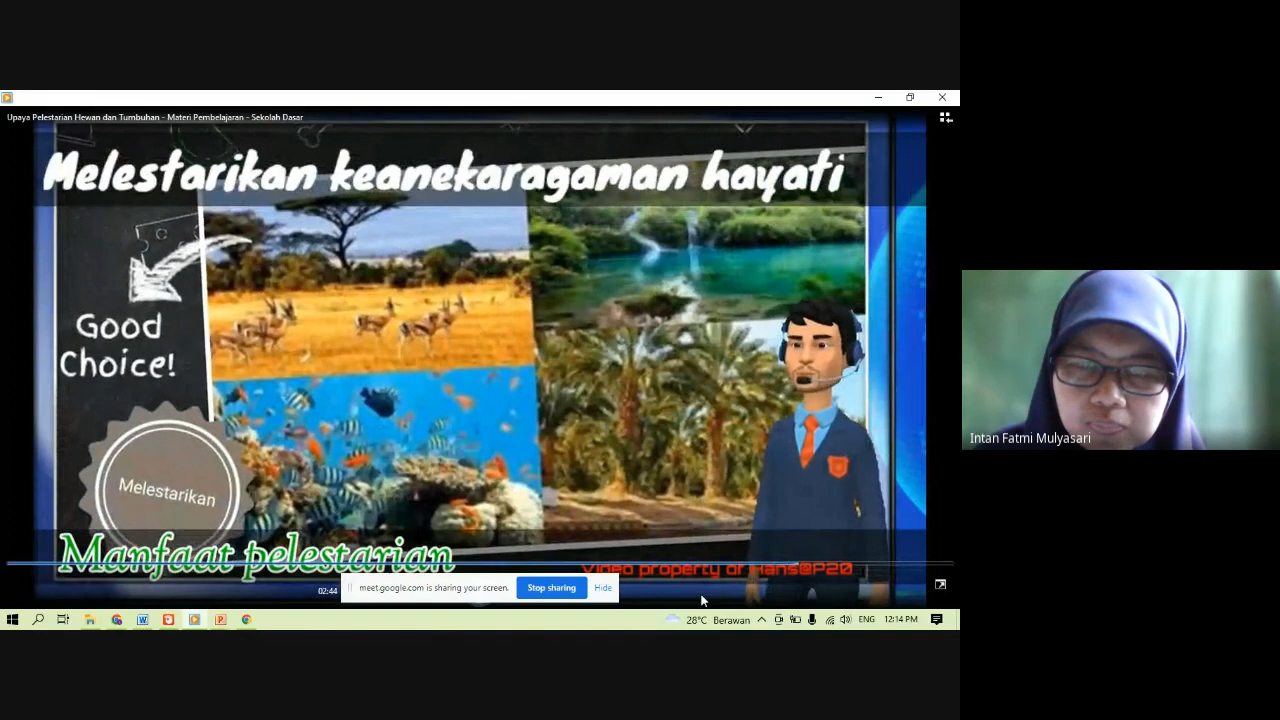 Upaya Pelestarian Hewan dan Tumbuhan - Materi Pembelajaran - Sekolah Dasar
Melestarikan keanekaragaman hayati
Good
Choice!
Melestarikan
Manfaat pelestarian
Video property of Hans@P20
02:44
meet.google.com is sharing your screen.
Stop sharing
Hide
28°C Berawan
ENG
12:14 PM
Intan Fatmi Mulyasari